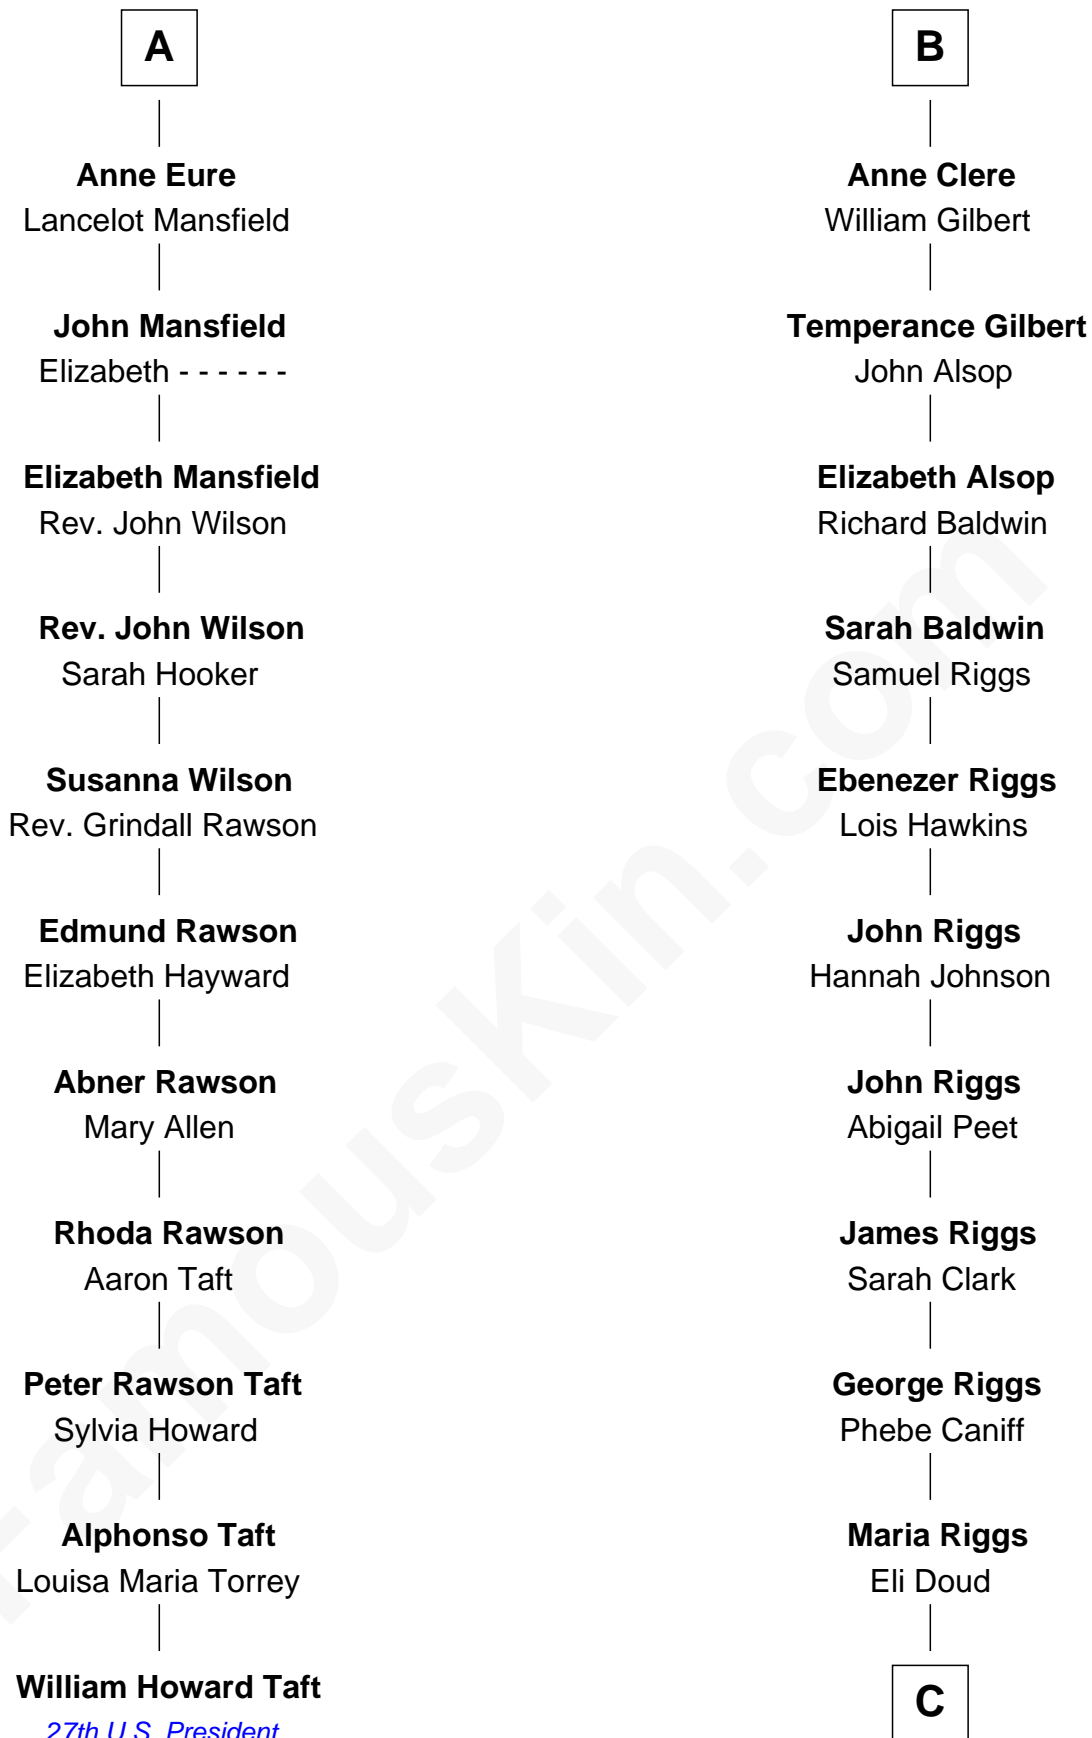 A
Anne Eure
Lancelot Mansfield
John Mansfield
Elizabeth - - - - - -
Elizabeth Mansfield
Rev. John Wilson
Rev. John Wilson
Sarah Hooker
Susanna Wilson
Rev. Grindall Rawson
Edmund Rawson
Elizabeth Hayward
Abner Rawson
Mary Allen
Rhoda Rawson
Aaron Taft
Peter Rawson Taft
Sylvia Howard
Alphonso Taft
Louisa Maria Torrey
William Howard Taft
27th U.S. President
B
Anne Clere
William Gilbert
Temperance Gilbert
John Alsop
Elizabeth Alsop
Richard Baldwin
Sarah Baldwin
Samuel Riggs
Ebenezer Riggs
Lois Hawkins
John Riggs
Hannah Johnson
John Riggs
Abigail Peet
James Riggs
Sarah Clark
George Riggs
Phebe Caniff
Maria Riggs
Eli Doud
C
FamousKin.com